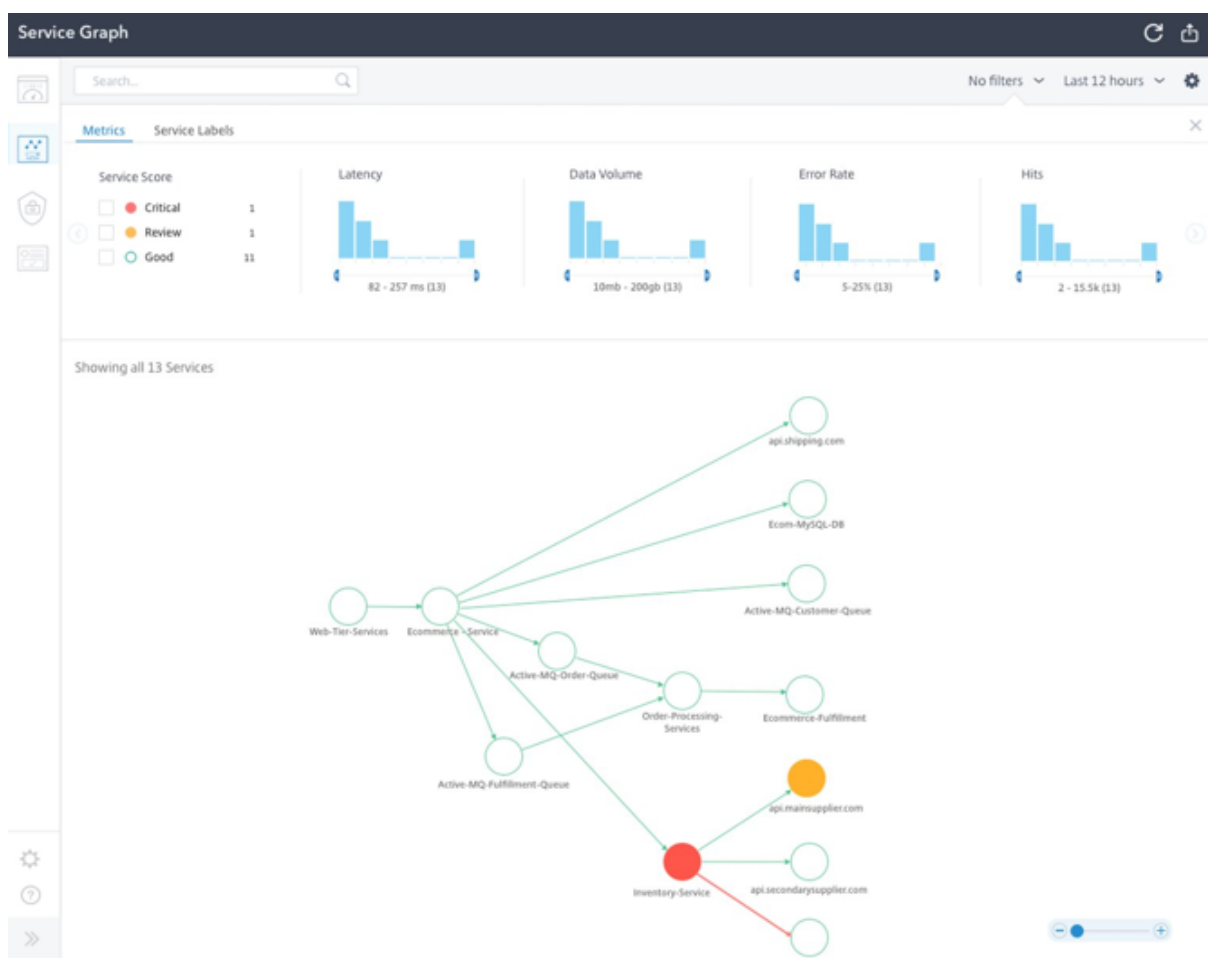 Service Graph
Search...
No filters
Last 12 hours
Metrics
Service Labels
Service Score
Critical 1
Review 1
Good 11
Latency
82 - 257 ms (13)
Data Volume
10mb - 200gb (13)
Error Rate
5-25% (13)
Hits
2 - 15.5k (13)
Showing all 13 Services
api.shipping.com
Ecom-MySQL-DB
Active-MQ-Customer-Queue
Web-Tier-Services
Ecommerce - Service
Active-MQ-Order-Queue
Order-Processing-
Services
Ecommerce-Fulfillment
Active-MQ-Fulfillment-Queue
api.mainsupplier.com
Inventory-Service
api.secondarysupplier.com